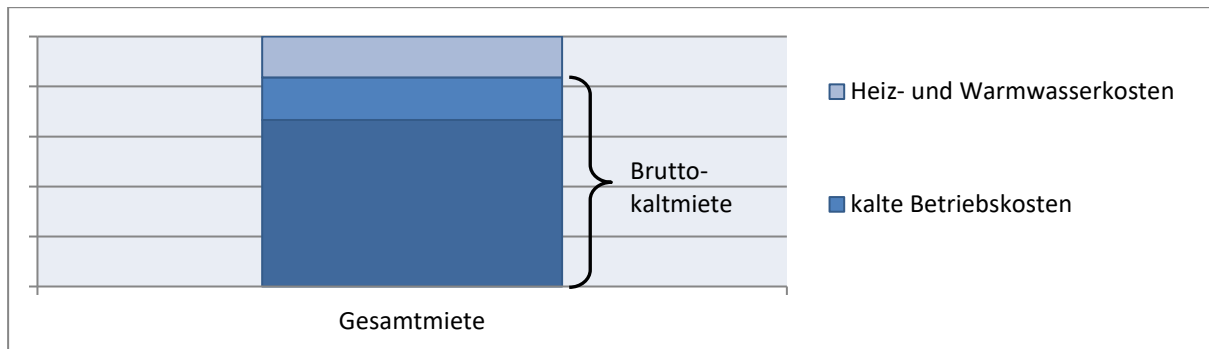 Heiz- und Warmwasserkosten
Brutto-
kaltmiete
kalte Betriebskosten
Gesamtmiete